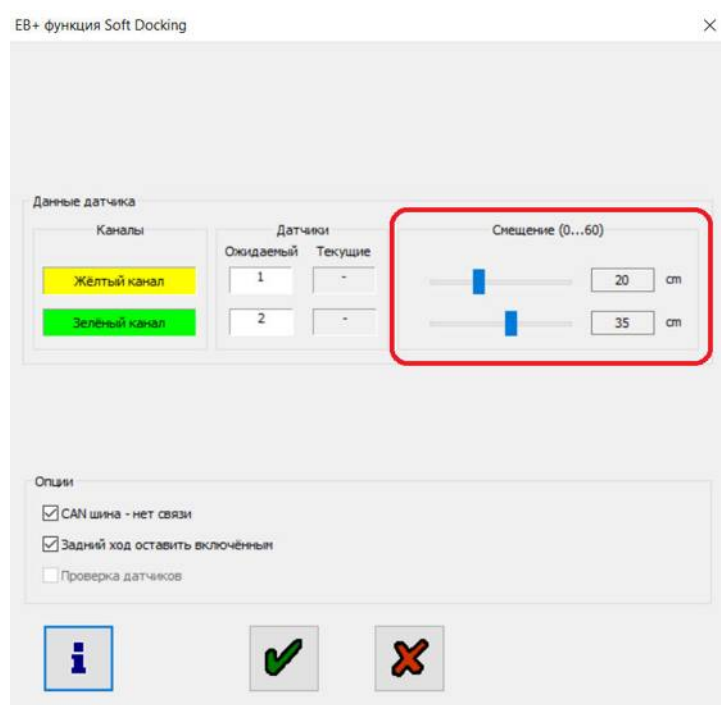 EB+ функция Soft Docking
Данные датчика
Каналы
Датчики
Смещение (0...60)
Ожидаемый Текущие
Жёлтый канал 1 - 20 cm
Зелёный канал 2 - 35 cm
Опции
CAN шина - нет связи
Задний ход оставить включённым
Проверка датчиков
i